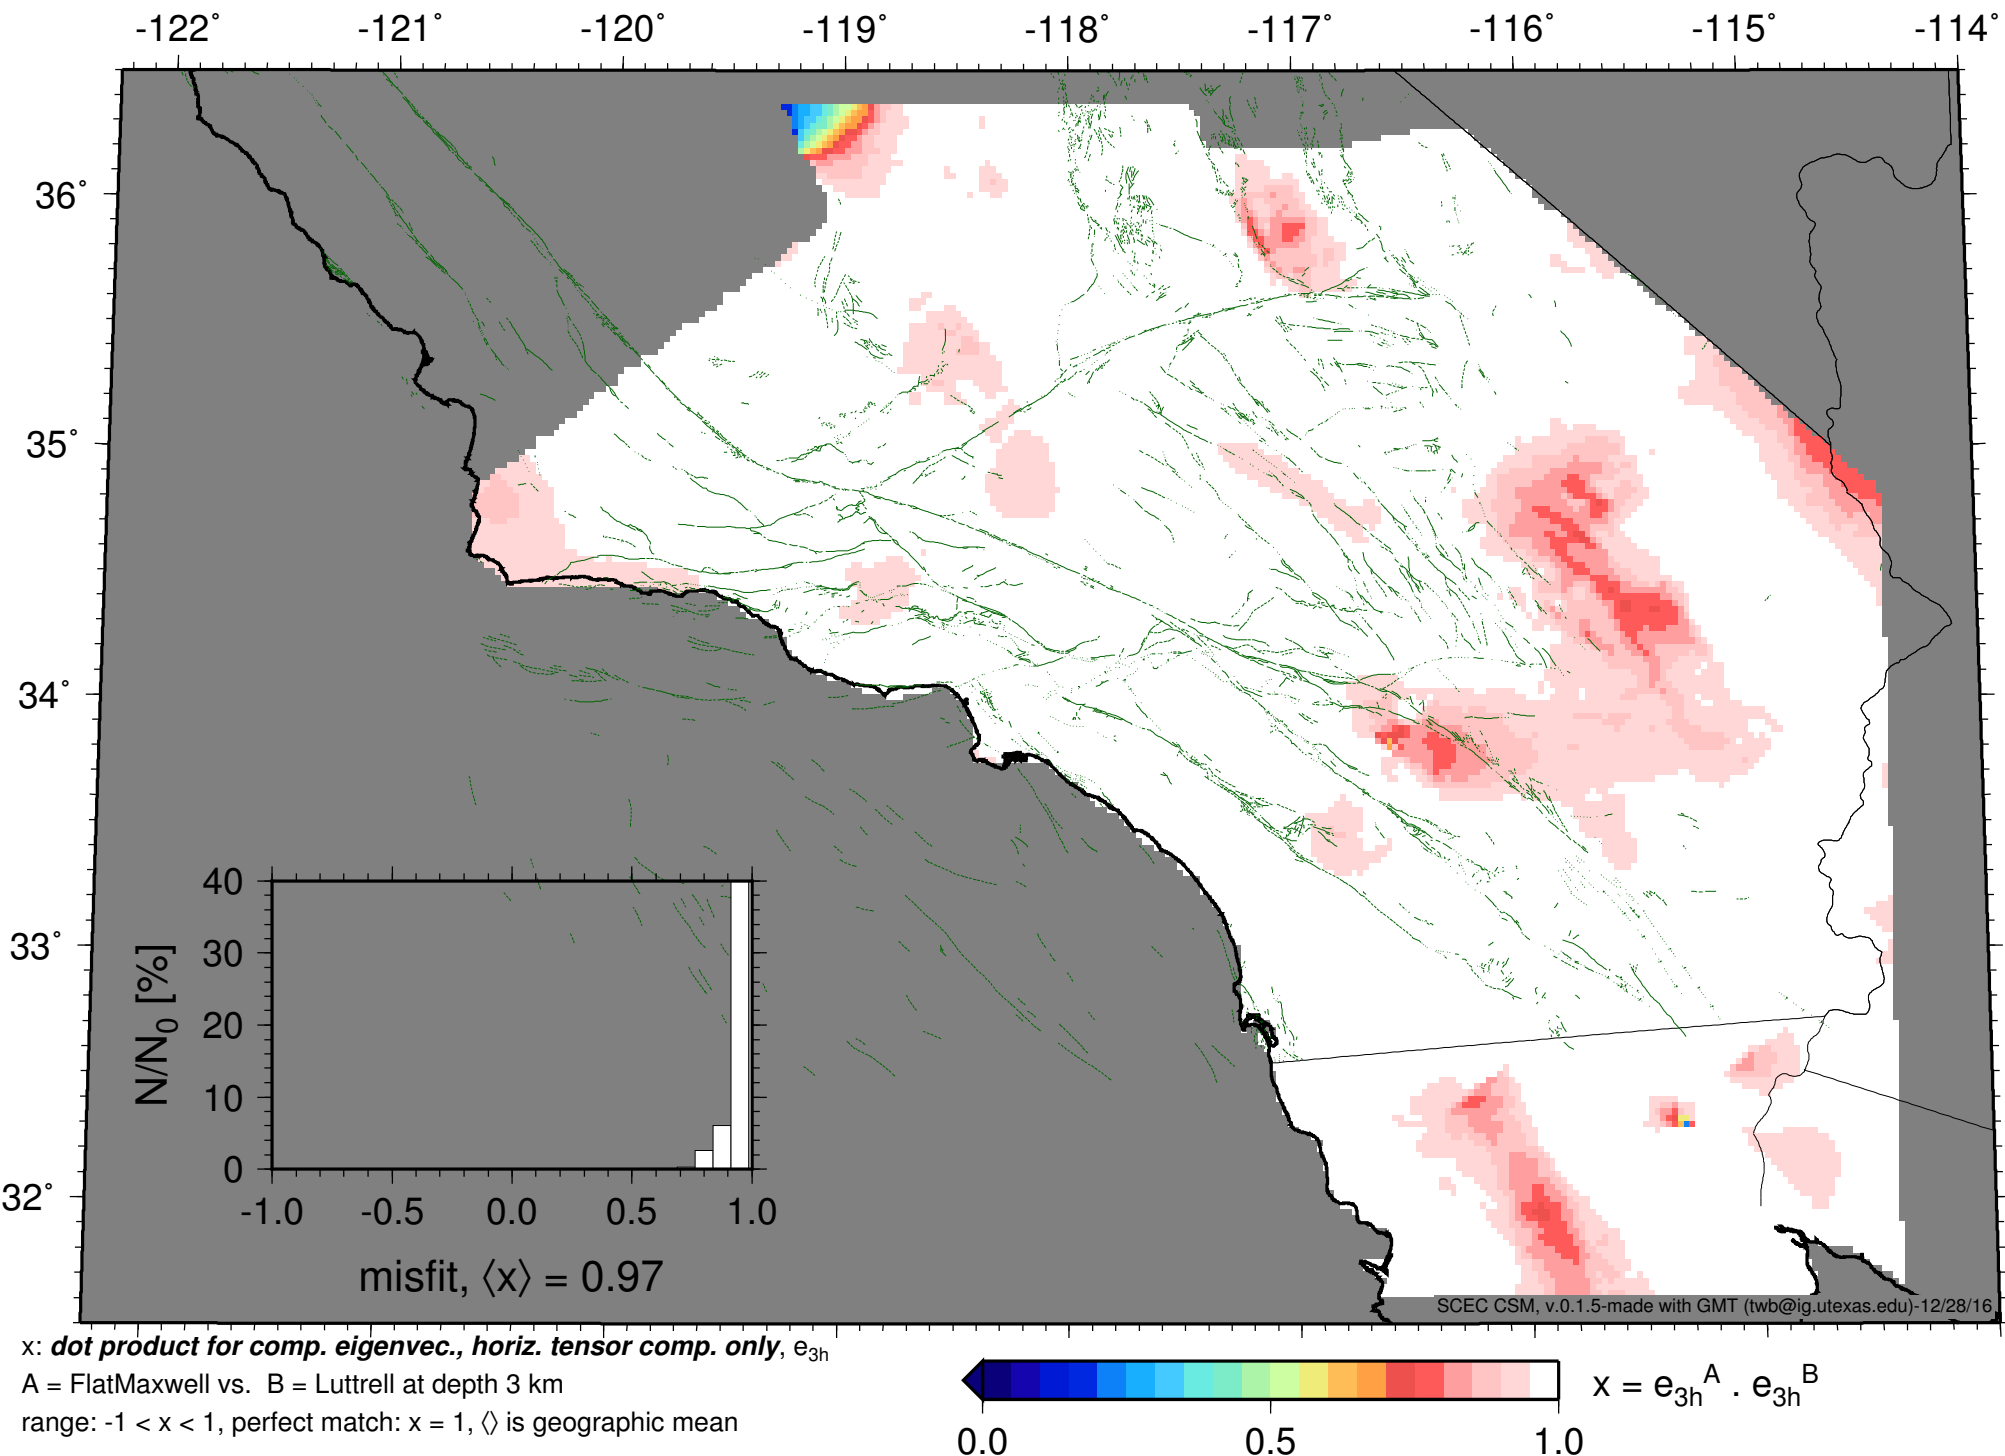 -122˚ -121˚ -120˚ -119˚ -118˚ -117˚ -116˚ -115˚ -114˚
36˚
35˚
34˚
33˚
32˚
40
30
20
10
0
N/N0 [%]
-1.0 -0.5 0.0 0.5 1.0
misfit, ⟨x⟩ = 0.97
SCEC CSM, v.0.1.5-made with GMT (twb@ig.utexas.edu)-12/28/16
x: dot product for comp. eigenvec., horiz. tensor comp. only, e3h
A = FlatMaxwell vs. B = Luttrell at depth 3 km
range: -1 < x < 1, perfect match: x = 1, ⟨⟩ is geographic mean
x = e3hA . e3hB
0.0 0.5 1.0